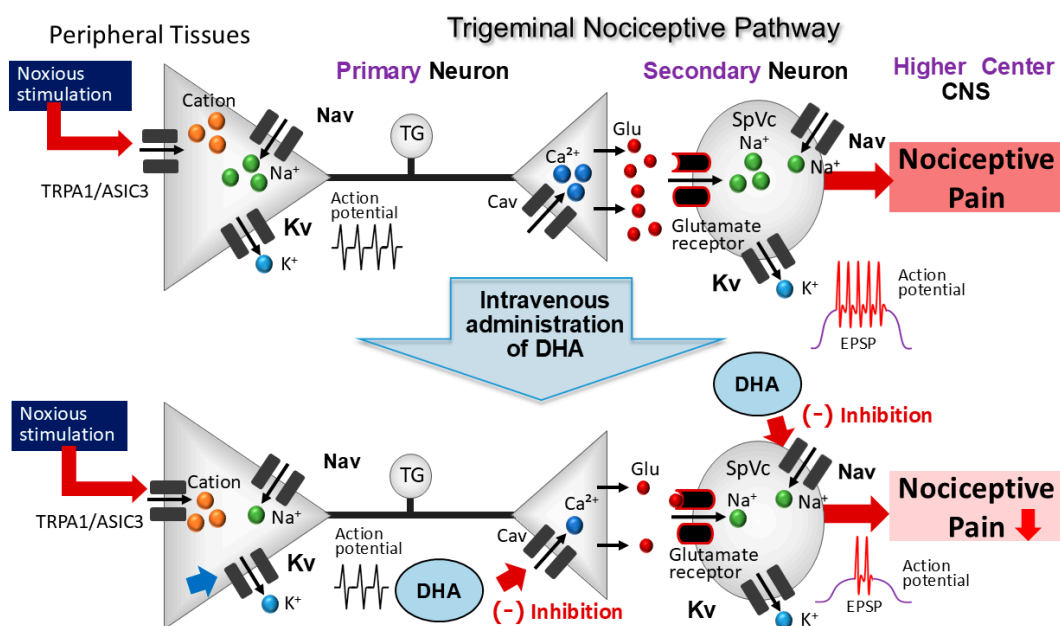 Peripheral Tissues
Trigeminal Nociceptive Pathway
Noxious
stimulation
Primary Neuron
Secondary Neuron
Higher Center
CNS
Cation
Nav
TG
Glu
SpVc
Nav
Na⁺
Na⁺
Na⁺
Ca²⁺
TRPA1/ASIC3
Cav
Nociceptive
Pain
Action
potential
Glutamate
receptor
Kv
K⁺
Kv
K⁺
Action
potential
EPSP
Intravenous
administration
of DHA
DHA
(-) Inhibition
Noxious
stimulation
Nav
TG
Glu
SpVc
Nav
Cation
Ca²⁺
Na⁺
Na⁺
Na⁺
TRPA1/ASIC3
Cav
Nociceptive
Pain
Action
potential
Glutamate
receptor
Kv
K⁺
DHA
(-) Inhibition
Kv
K⁺
Action
potential
EPSP